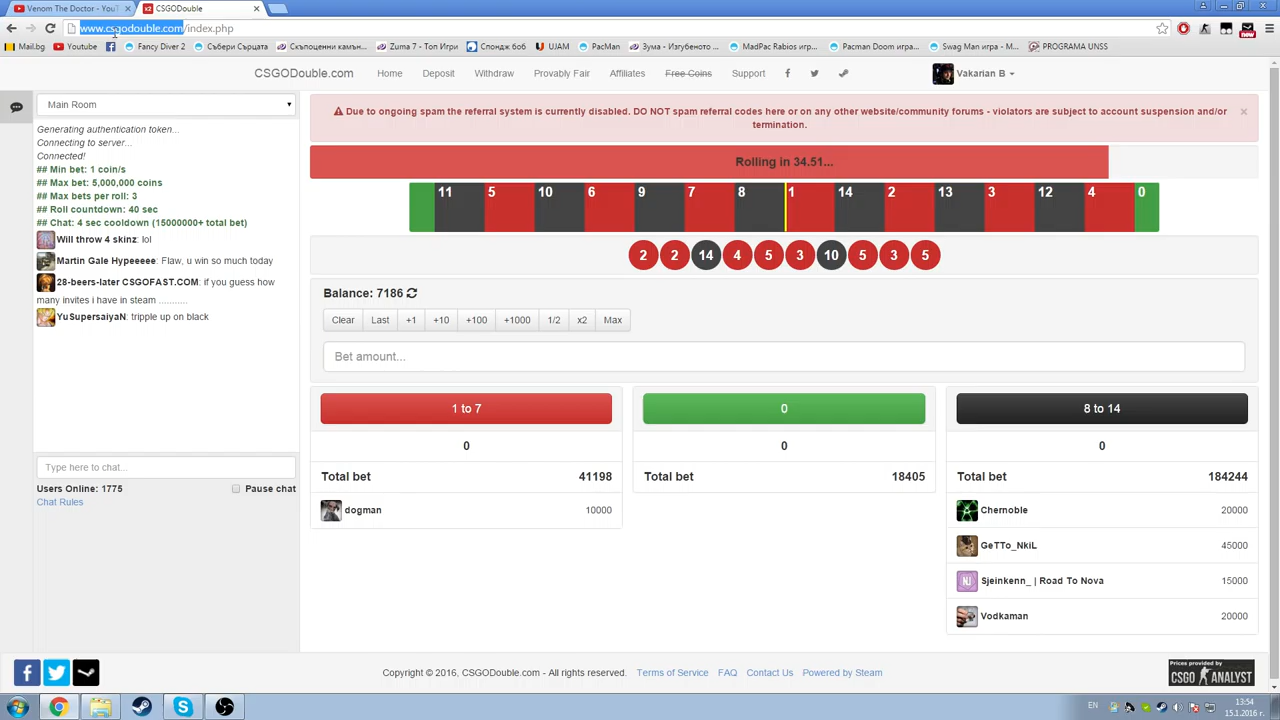 Venom The Doctor - YouT
CSGODouble
www.csgodouble.com/index.php
Mail.bg
Youtube
Fancy Diver 2
Събери Сърцата
Скъпоценни камън...
Zuma 7 - Топ Игри
Спондж боб
UJAM
PacMan
Зума - Изгубеното ...
MadPac Rabios игра...
Pacman Doom игра...
Swag Man игра - М...
PROGRAMA UNSS
new
CSGODouble.com
Home
Deposit
Withdraw
Provably Fair
Affiliates
Free Coins
Support
Vakarian B
Main Room
Generating authentication token...
Connecting to server...
Connected!
## Min bet: 1 coin/s
## Max bet: 5,000,000 coins
## Max bets per roll: 3
## Roll countdown: 40 sec
## Chat: 4 sec cooldown (15000000+ total bet)
Will throw 4 skinz: lol
Martin Gale Hypeeeee: Flaw, u win so much today
28-beers-later CSGOFAST.COM: if you guess how
many invites i have in steam ...........
YuSupersaiyaN: tripple up on black
Type here to chat...
Users Online: 1775
Pause chat
Chat Rules
Due to ongoing spam the referral system is currently disabled. DO NOT spam referral codes here or on any other website/community forums - violators are subject to account suspension and/or
termination.
×
Rolling in 34.51...
11 5 10 6 9 7 8 1 14 2 13 3 12 4 0
2 2 14 4 5 3 10 5 3 5
Balance: 7186
Clear Last +1 +10 +100 +1000 1/2 x2 Max
Bet amount...
1 to 7
0
Total bet 41198
dogman 10000
0
0
Total bet 18405
8 to 14
0
Total bet 184244
Chernoble 20000
GeTTo_NkiL 45000
Sjeinkenn_ | Road To Nova 15000
Vodkaman 20000
Copyright © 2016, CSGODouble.com - All rights reserved.
Terms of Service
FAQ
Contact Us
Powered by Steam
Prices provided by
CSGO ANALYST
EN
13:54
15.1.2016 г.